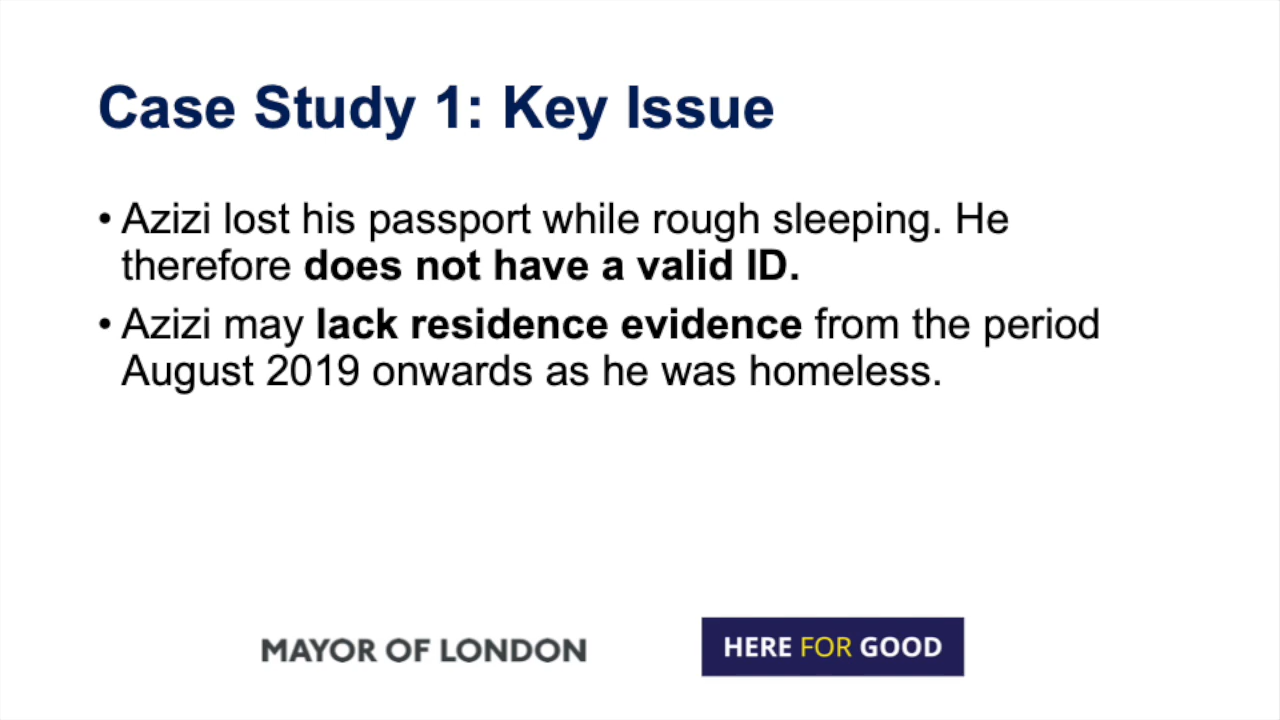 Case Study 1: Key Issue
• Azizi lost his passport while rough sleeping. He
therefore does not have a valid ID.
• Azizi may lack residence evidence from the period
August 2019 onwards as he was homeless.
MAYOR OF LONDON
HERE FOR GOOD